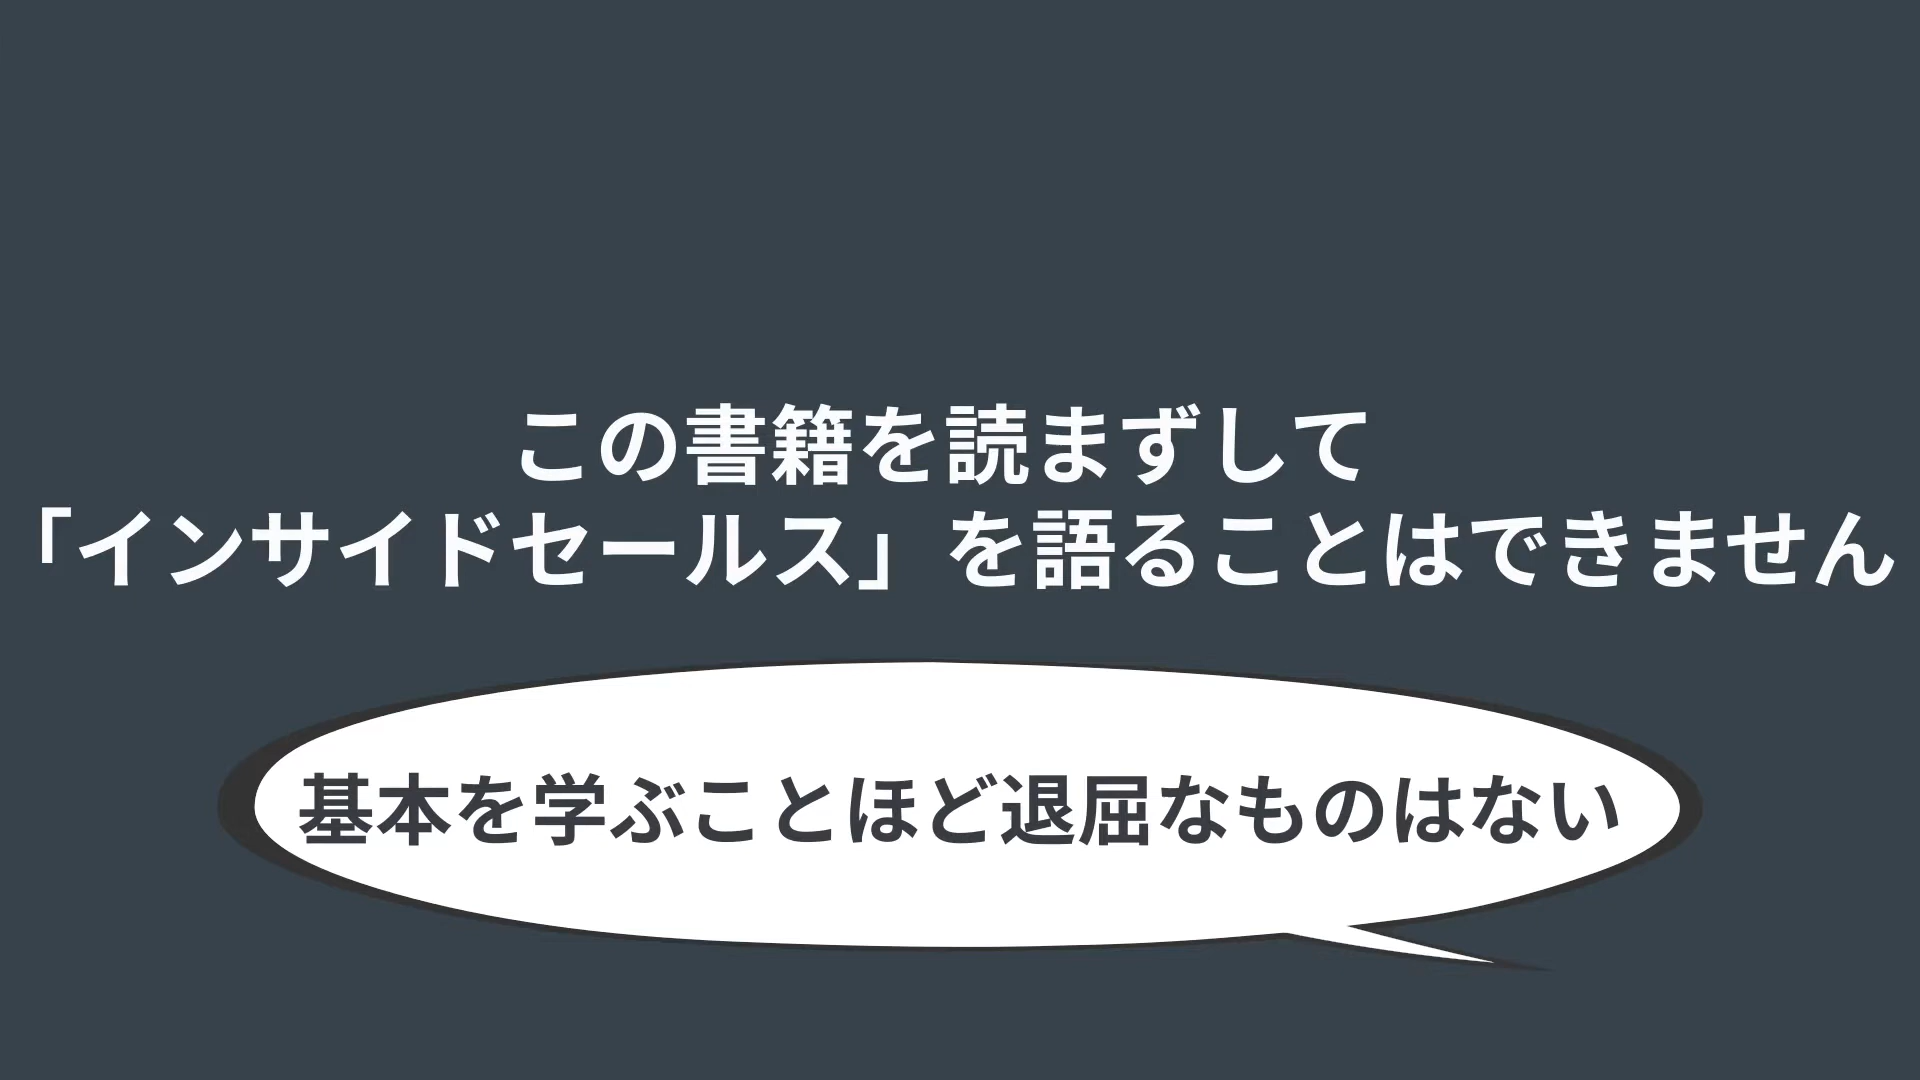 この書籍を読まずして
「インサイドセールス」を語ることはできません
基本を学ぶことほど退屈なものはない